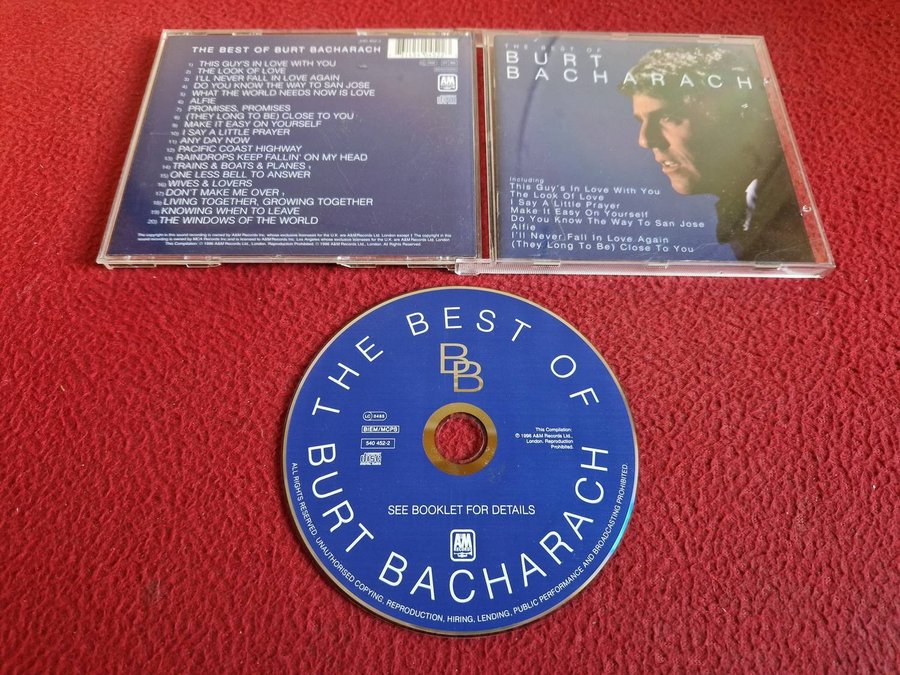 THE BEST OF BURT BACHARACH
1) THIS GUY'S IN LOVE WITH YOU
2) THE LOOK OF LOVE
3) I'LL NEVER FALL IN LOVE AGAIN
4) DO YOU KNOW THE WAY TO SAN JOSE
5) WHAT THE WORLD NEEDS NOW IS LOVE
6) ALFIE
7) PROMISES, PROMISES
8) (THEY LONG TO BE) CLOSE TO YOU
9) MAKE IT EASY ON YOURSELF
10) I SAY A LITTLE PRAYER
11) ANY DAY NOW
12) PACIFIC COAST HIGHWAY
13) RAINDROPS KEEP FALLIN' ON MY HEAD
14) TRAINS & BOATS & PLANES
15) ONE LESS BELL TO ANSWER
16) WIVES & LOVERS
17) DON'T MAKE ME OVER
18) LIVING TOGETHER, GROWING TOGETHER
19) KNOWING WHEN TO LEAVE
20) THE WINDOWS OF THE WORLD
A&M
THE BEST OF
BURT
BACHARACH
Including
This Guy's In Love With You
The Look Of Love
I Say A Little Prayer
Make It Easy On Yourself
Do You Know The Way To San Jose
Alfie
I'll Never Fall In Love Again
(They Long To Be) Close To You
THE BEST OF
BB
LC 0485
BIEM/MCPS
540 452-2
DIGITAL AUDIO
This Compilation:
℗ 1996 A&M Records Ltd.,
London. Reproduction
Prohibited.
SEE BOOKLET FOR DETAILS
A&M
RECORDS
BURT BACHARACH
ALL RIGHTS RESERVED. UNAUTHORISED COPYING, REPRODUCTION, HIRING, LENDING, PUBLIC PERFORMANCE AND BROADCASTING PROHIBITED.